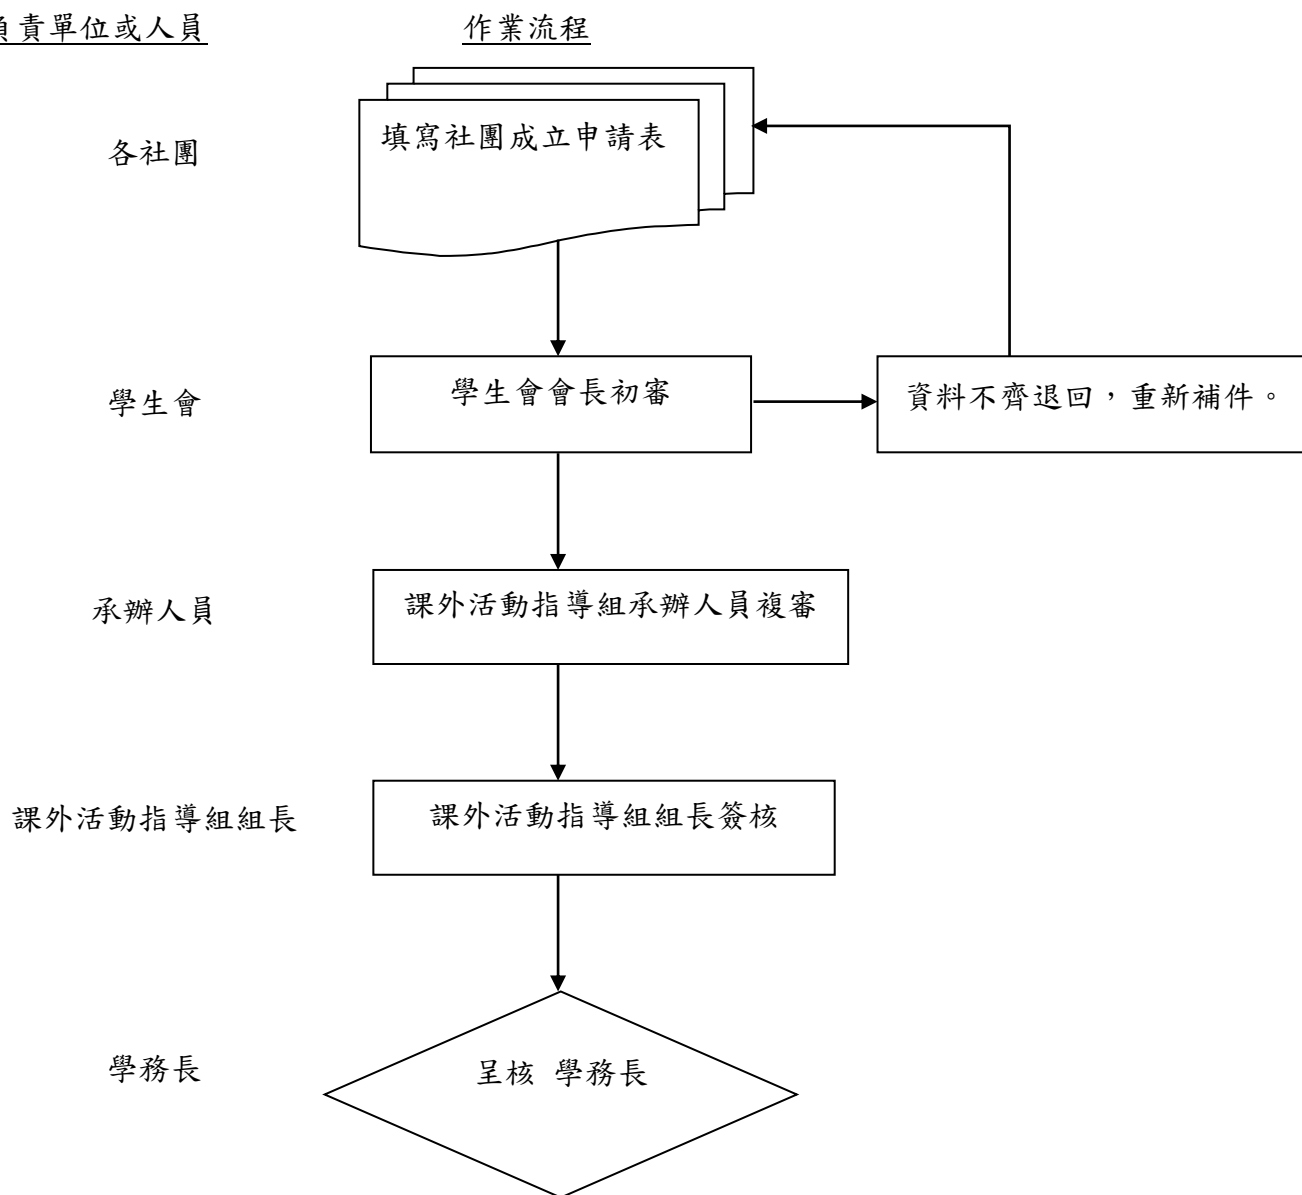 負責單位或人員
作業流程
各社團
填寫社團成立申請表
學生會
學生會會長初審
資料不齊退回，重新補件。
承辦人員
課外活動指導組承辦人員複審
課外活動指導組組長
課外活動指導組組長簽核
學務長
呈核 學務長